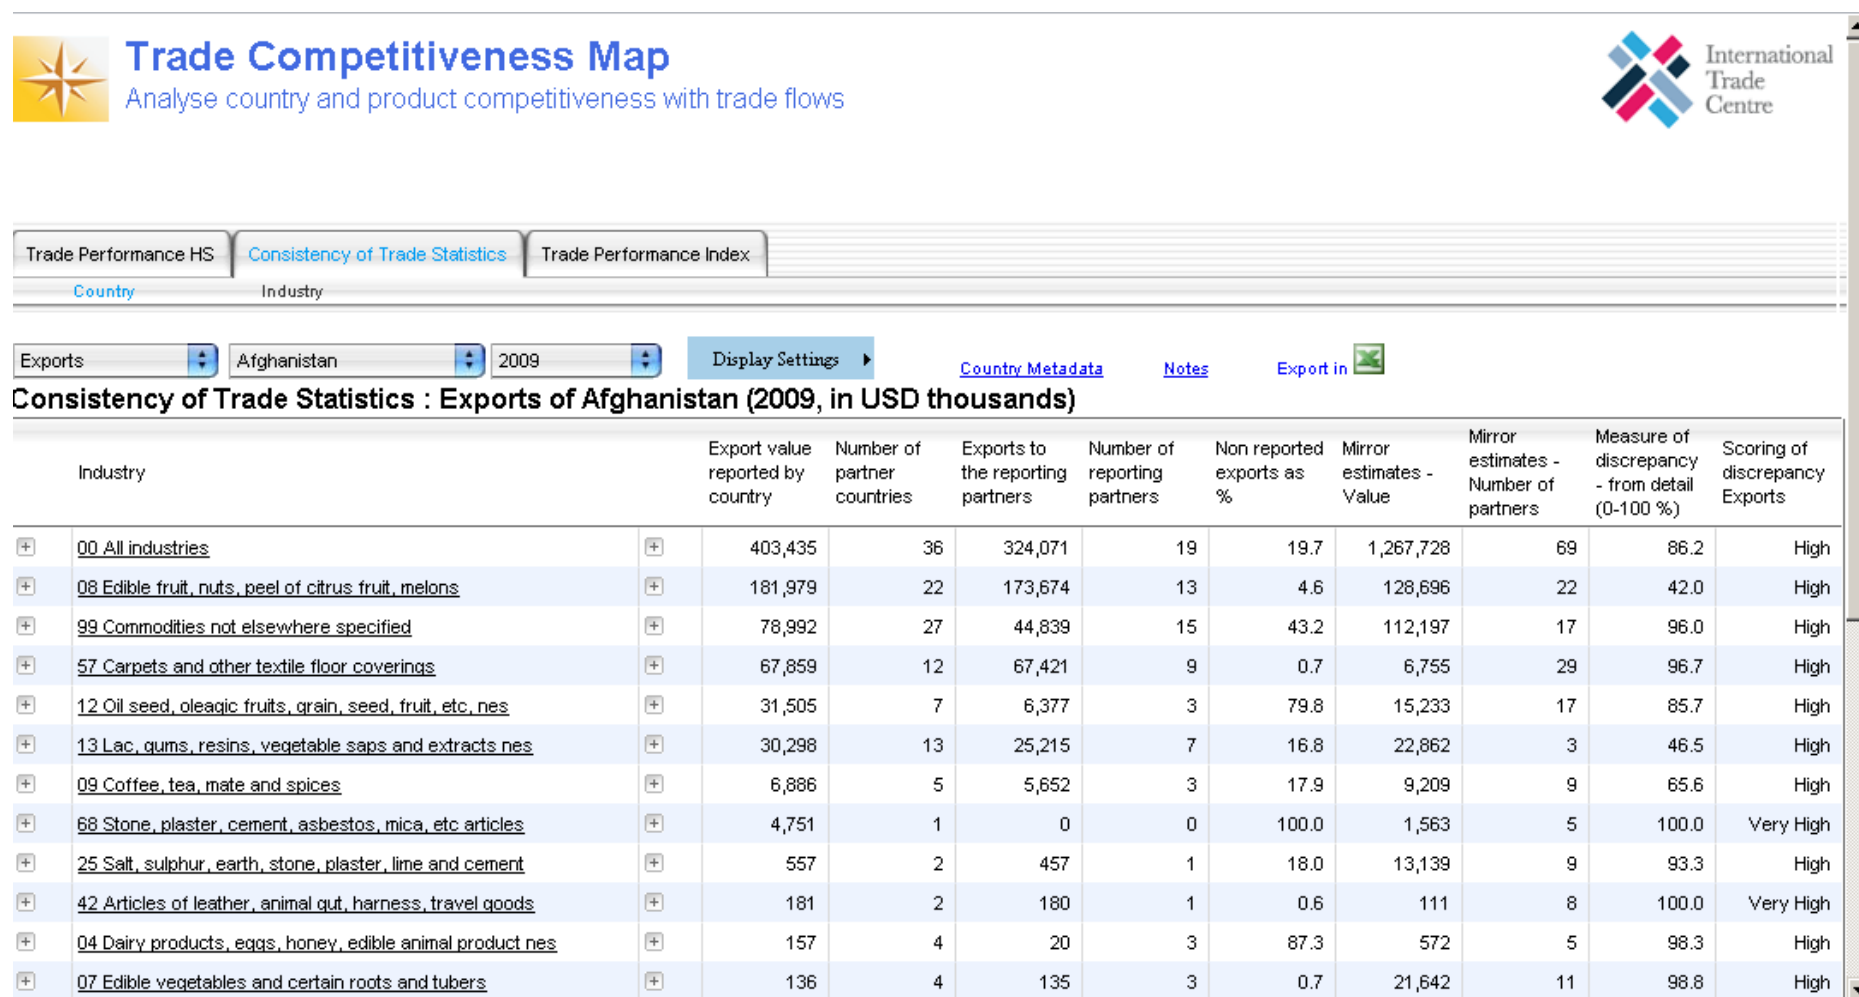 Trade Competitiveness Map
Analyse country and product competitiveness with trade flows
International
Trade
Centre
Trade Performance HS Consistency of Trade Statistics Trade Performance Index
Country Industry
Exports Afghanistan 2009 Display Settings Country Metadata Notes Export in
Consistency of Trade Statistics : Exports of Afghanistan (2009, in USD thousands)
Industry Export value reported by country Number of partner countries Exports to the reporting partners Number of reporting partners Non reported exports as % Mirror estimates - Value Mirror estimates - Number of partners Measure of discrepancy - from detail (0-100 %) Scoring of discrepancy Exports
00 All industries 403,435 36 324,071 19 19.7 1,267,728 69 86.2 High
08 Edible fruit, nuts, peel of citrus fruit, melons 181,979 22 173,674 13 4.6 128,696 22 42.0 High
99 Commodities not elsewhere specified 78,992 27 44,839 15 43.2 112,197 17 96.0 High
57 Carpets and other textile floor coverings 67,859 12 67,421 9 0.7 6,755 29 96.7 High
12 Oil seed, oleagic fruits, grain, seed, fruit, etc, nes 31,505 7 6,377 3 79.8 15,233 17 85.7 High
13 Lac, gums, resins, vegetable saps and extracts nes 30,298 13 25,215 7 16.8 22,862 3 46.5 High
09 Coffee, tea, mate and spices 6,886 5 5,652 3 17.9 9,209 9 65.6 High
68 Stone, plaster, cement, asbestos, mica, etc articles 4,751 1 0 0 100.0 1,563 5 100.0 Very High
25 Salt, sulphur, earth, stone, plaster, lime and cement 557 2 457 1 18.0 13,139 9 93.3 High
42 Articles of leather, animal gut, harness, travel goods 181 2 180 1 0.6 111 8 100.0 Very High
04 Dairy products, eggs, honey, edible animal product nes 157 4 20 3 87.3 572 5 98.3 High
07 Edible vegetables and certain roots and tubers 136 4 135 3 0.7 21,642 11 98.8 High